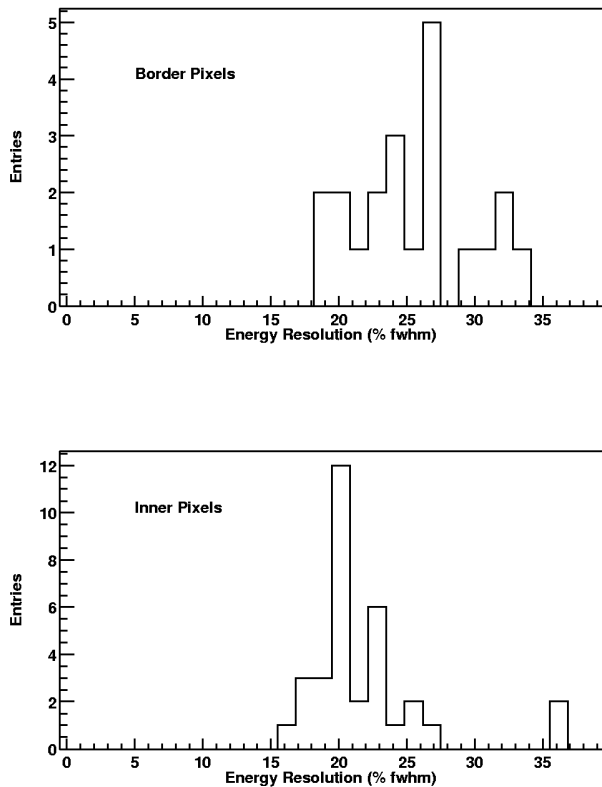 5
Border Pixels
4
3
2
1
0
Entries
0 5 10 15 20 25 30 35
Energy Resolution (% fwhm)
12
Inner Pixels
10
8
6
4
2
0
Entries
0 5 10 15 20 25 30 35
Energy Resolution (% fwhm)